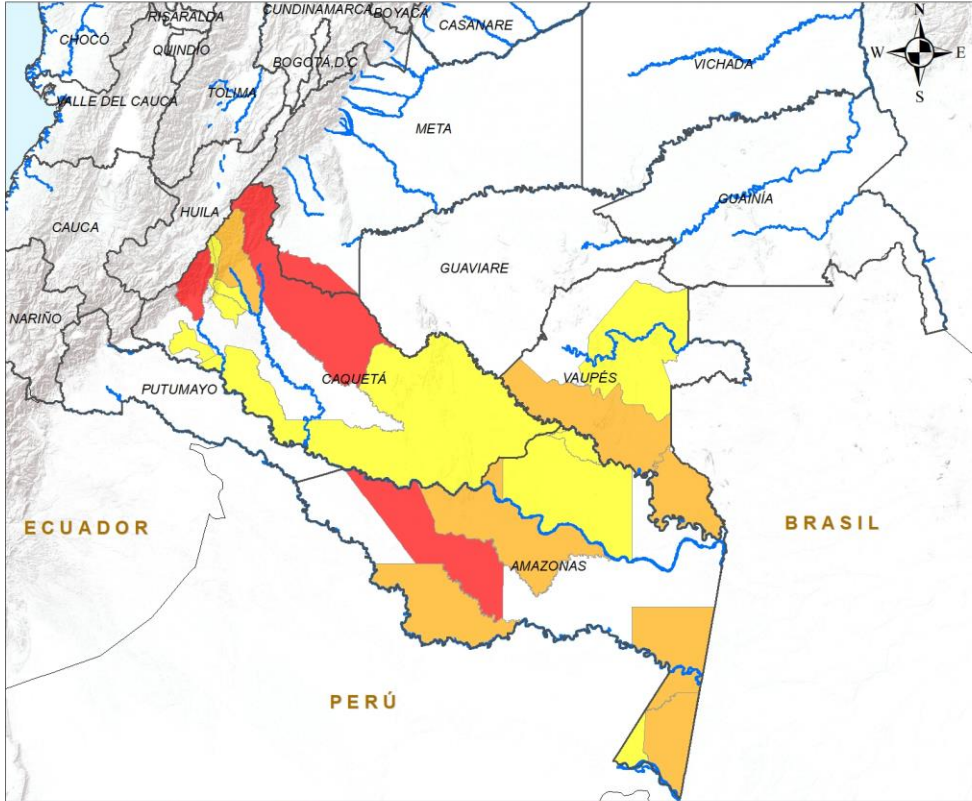 CUNDINAMARCA
BOYACÁ
RISARALDA
CASANARE
N
CHOCÓ
QUINDÍO
BOGOTÁ,D.C
W
E
VICHADA
TOLIMA
VALLE DEL CAUCA
S
META
HUILA
GUAINÍA
CAUCA
GUAVIARE
NARIÑO
CAQUETÁ
VAUPÉS
PUTUMAYO
ECUADOR
BRASIL
AMAZONAS
PERÚ